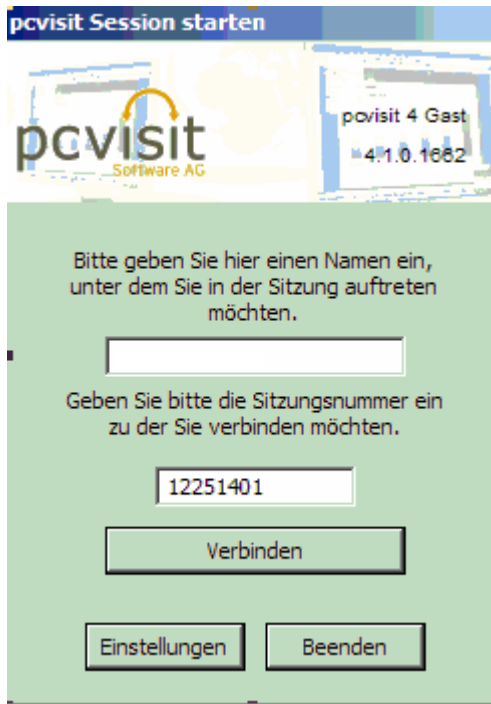 pcvisit Session starten
pcvisit
Software AG
pcvisit 4 Gast
4.1.0.1662
Bitte geben Sie hier einen Namen ein,
unter dem Sie in der Sitzung auftreten
möchten.
Geben Sie bitte die Sitzungsnummer ein
zu der Sie verbinden möchten.
12251401
Verbinden
Einstellungen Beenden